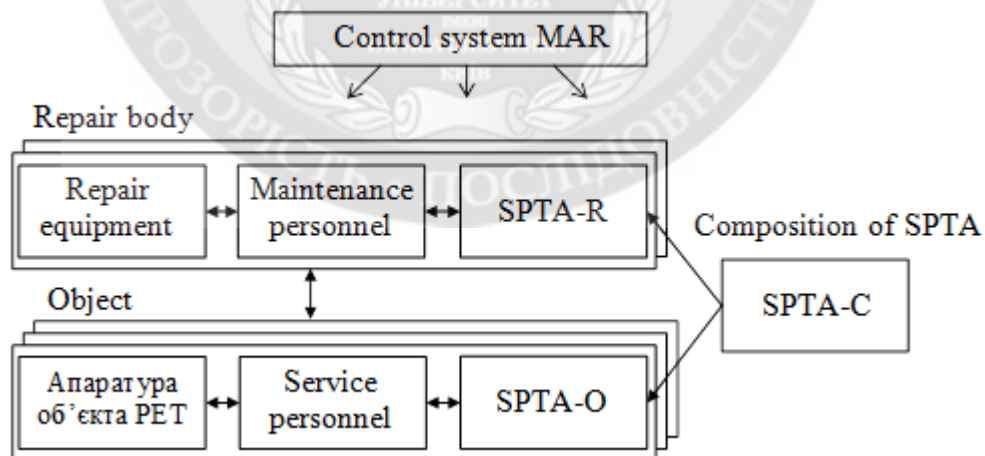 Control system MAR
Repair body
Repair
equipment
Maintenance
personnel
SPTA-R
Composition of SPTA
SPTA-C
Object
Апаратура
об’єкта РЕТ
Service
personnel
SPTA-O